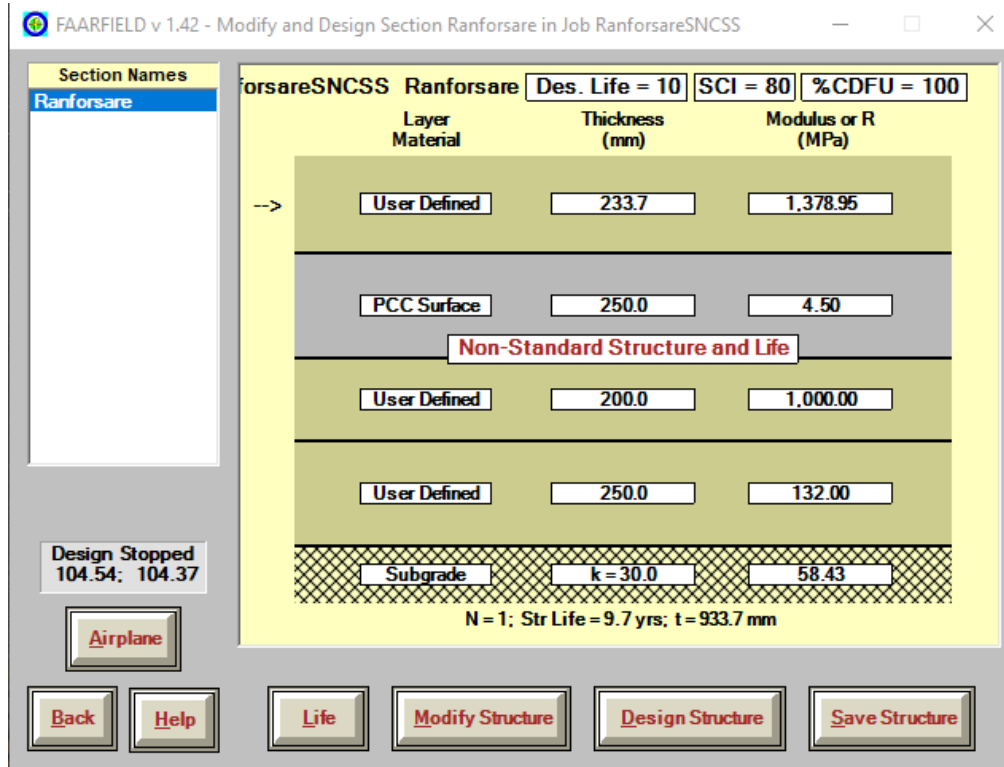 FAARFIELD v 1.42 - Modify and Design Section Ranforsare in Job RanforsareSNCSS
Section Names
Ranforsare
forsareSNCSS Ranforsare Des. Life = 10 SCI = 80 %CDFU = 100
Layer Material Thickness (mm) Modulus or R (MPa)
--> User Defined 233.7 1,378.95
PCC Surface 250.0 4.50
Non-Standard Structure and Life
User Defined 200.0 1,000.00
User Defined 250.0 132.00
Subgrade k = 30.0 58.43
N = 1; Str Life = 9.7 yrs; t = 933.7 mm
Design Stopped
104.54; 104.37
Airplane
Back Help Life Modify Structure Design Structure Save Structure